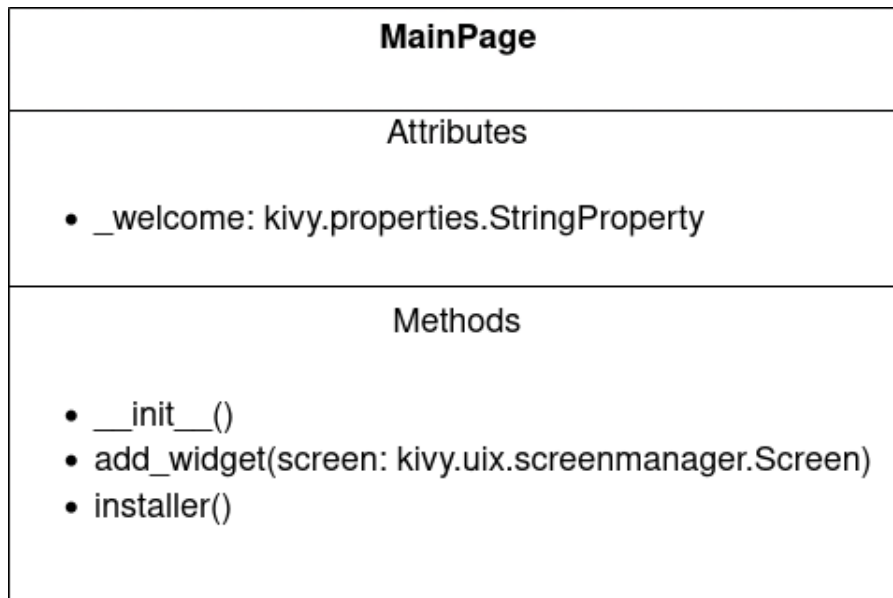 MainPage
Attributes
• _welcome: kivy.properties.StringProperty
Methods
• __init__()
• add_widget(screen: kivy.uix.screenmanager.Screen)
• installer()